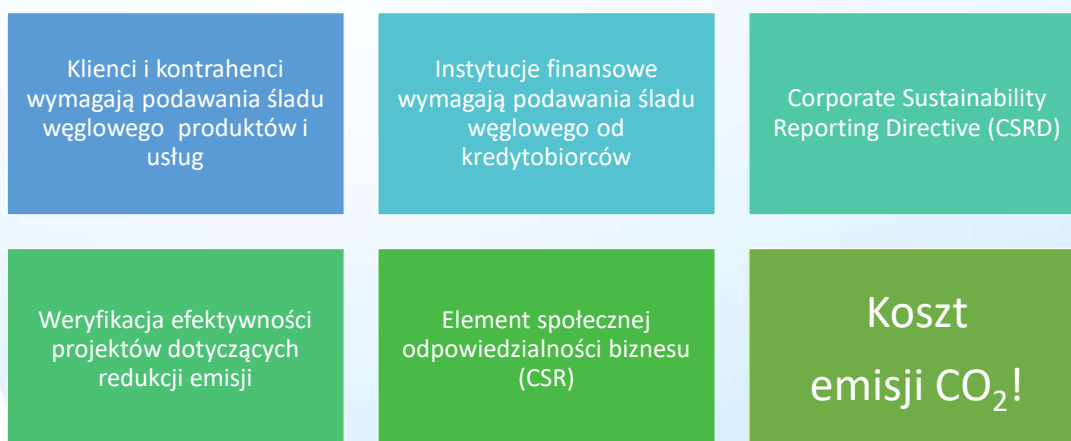 Klienci i kontrahenci
wymagają podawania śladu
węglowego produktów i
usług
Instytucje finansowe
wymagają podawania śladu
węglowego od
kredytobiorców
Corporate Sustainability
Reporting Directive (CSRD)
Weryfikacja efektywności
projektów dotyczących
redukcji emisji
Element społecznej
odpowiedzialności biznesu
(CSR)
Koszt
emisji CO₂!